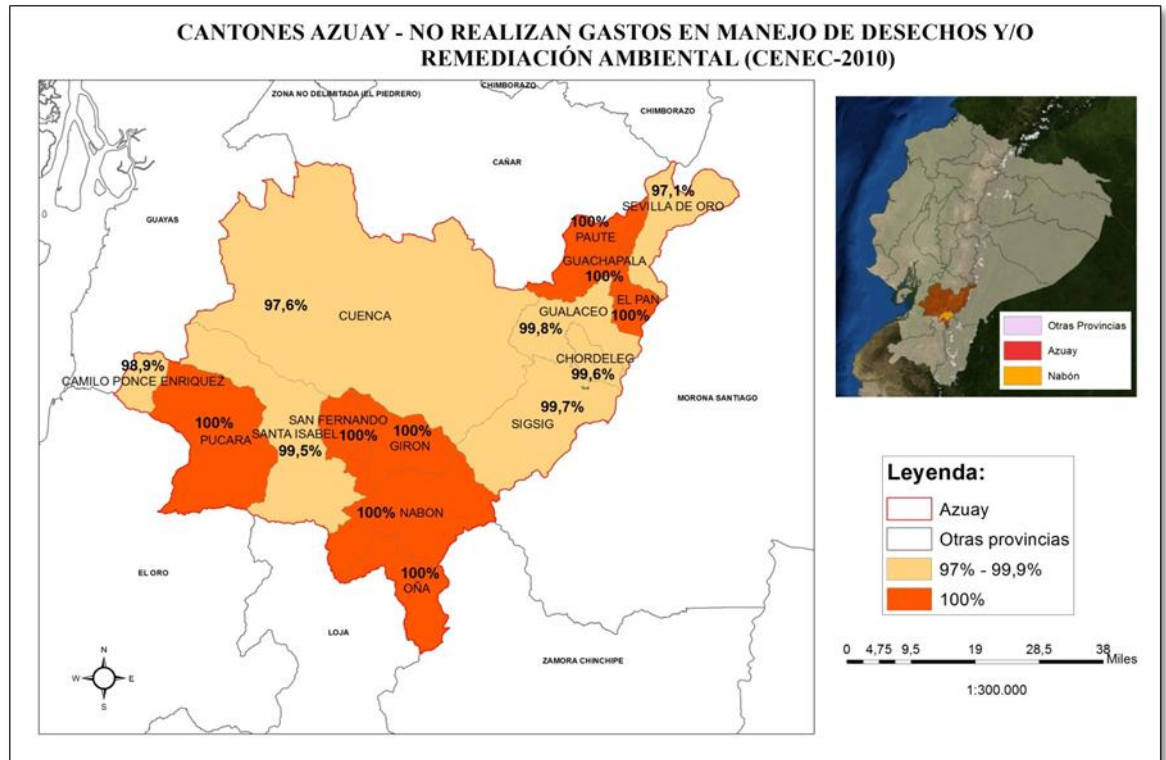 CANTONES AZUAY - NO REALIZAN GASTOS EN MANEJO DE DESECHOS Y/O
REMEDIACIÓN AMBIENTAL (CENEC-2010)
ZONA NO DELIMITADA (EL PIEDRERO)
CHIMBORAZO
CHIMBORAZO
CAÑAR
GUAYAS
97,1%
SEVILLA DE ORO
100%
PAUTE
GUACHAPALA
100%
EL PAN
100%
97,6%
CUENCA
GUALACEO
99,8%
CHORDELEG
99,6%
98,9%
CAMILO PONCE ENRIQUEZ
99,7%
SIGSIG
MORONA SANTIAGO
100%
PUCARA
SAN FERNANDO
100%
100%
GIRON
SANTA ISABEL
99,5%
100% NABON
100%
OÑA
EL ORO
LOJA
ZAMORA CHINCHIPE
N
W E
S
Otras Provincias
Azuay
Nabón
Leyenda:
Azuay
Otras provincias
97% - 99,9%
100%
0 4,75 9,5 19 28,5 38
Miles
1:300.000